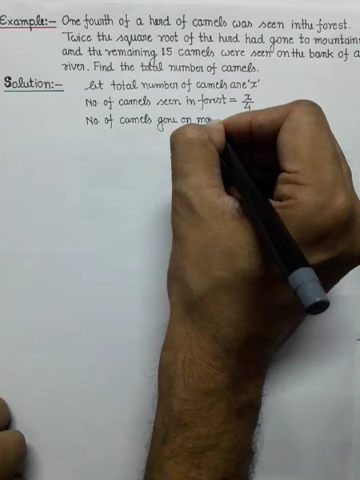 Example:- One fourth of a herd of camels was seen in the forest.
Twice the square root of the herd had gone to mountains
and the remaining 15 camels were seen on the bank of a
river. Find the total number of camels.
Solution:- let total number of camels are 'x'
No of camels seen in forest = x/4
No of camels gone on mo